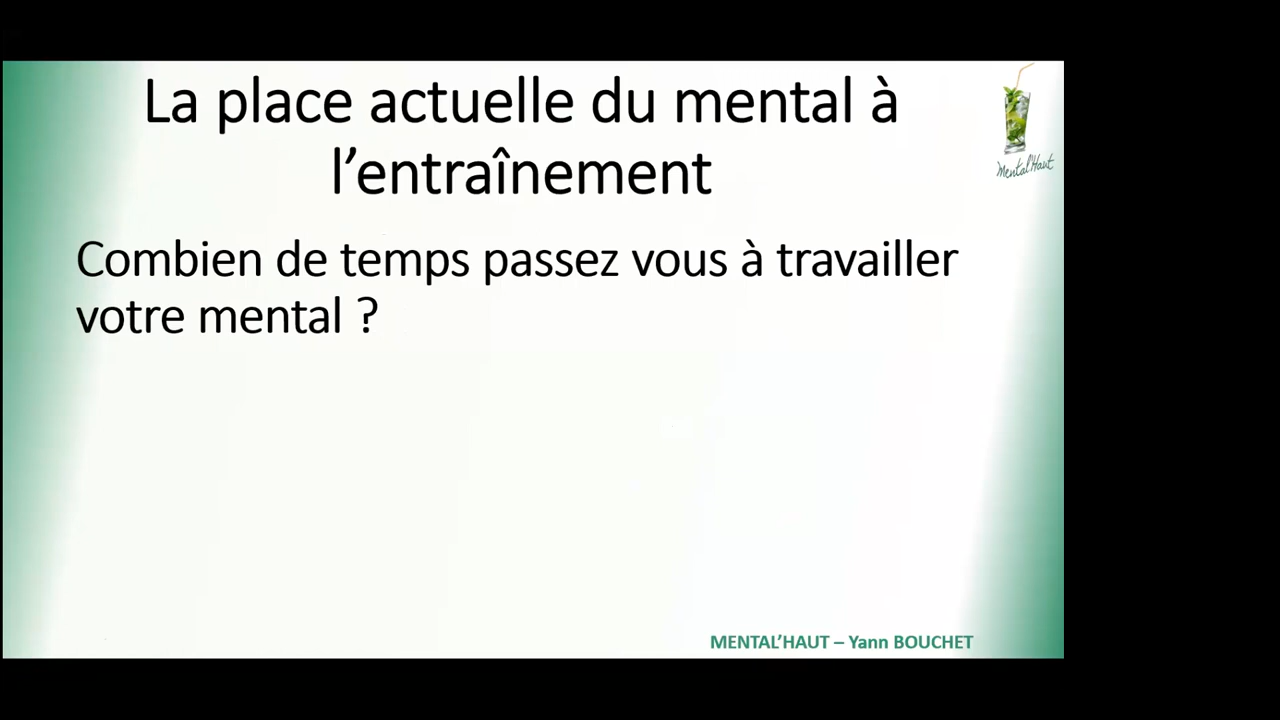 La place actuelle du mental à
l’entraînement
Mental'Haut
Combien de temps passez vous à travailler
votre mental ?
MENTAL’HAUT – Yann BOUCHET